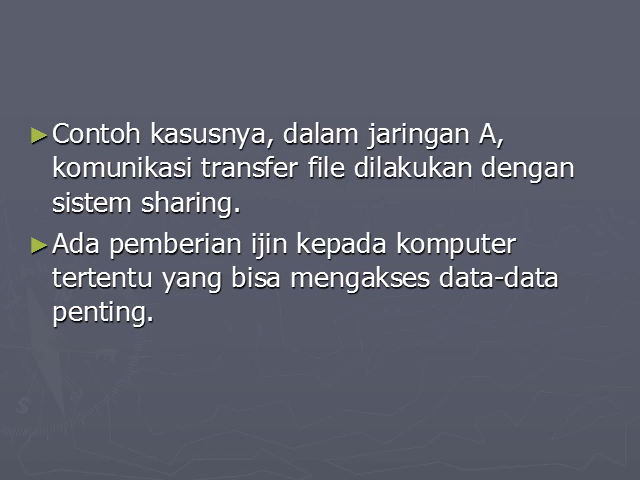 ► Contoh kasusnya, dalam jaringan A,
komunikasi transfer file dilakukan dengan
sistem sharing.
► Ada pemberian ijin kepada komputer
tertentu yang bisa mengakses data-data
penting.